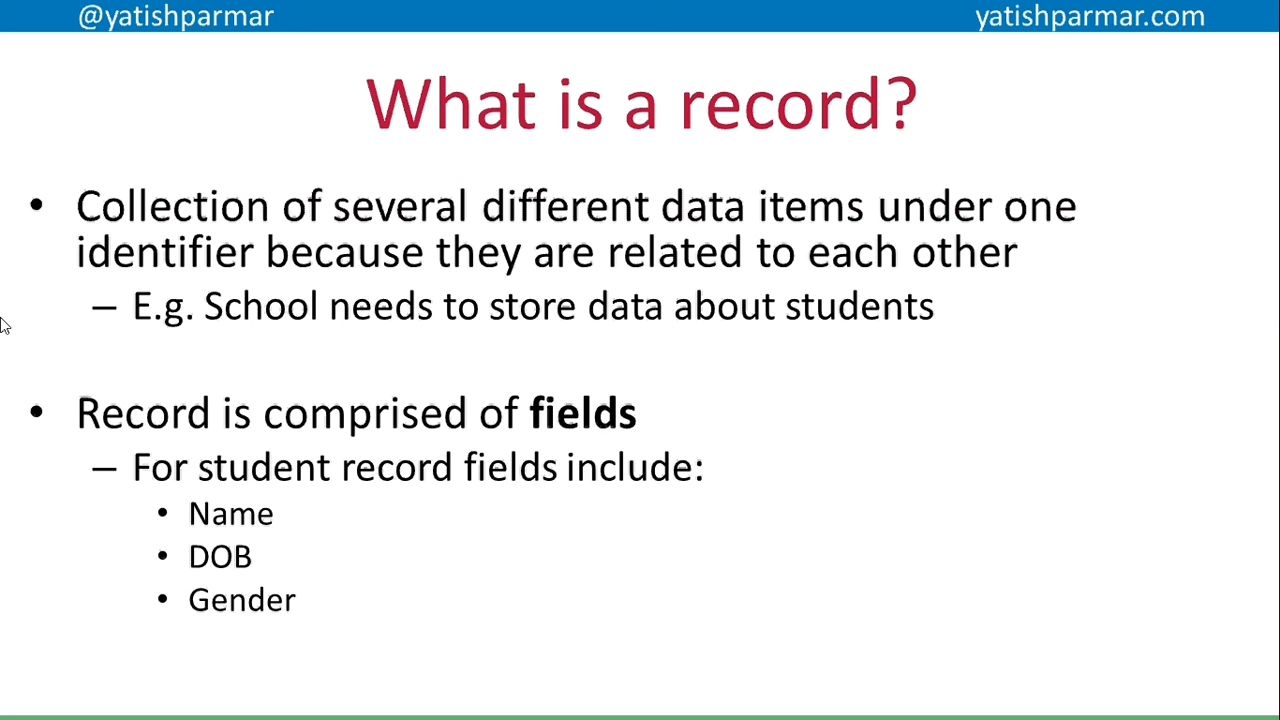 @yatishparmar
yatishparmar.com
What is a record?
• Collection of several different data items under one
identifier because they are related to each other
– E.g. School needs to store data about students
• Record is comprised of fields
– For student record fields include:
• Name
• DOB
• Gender